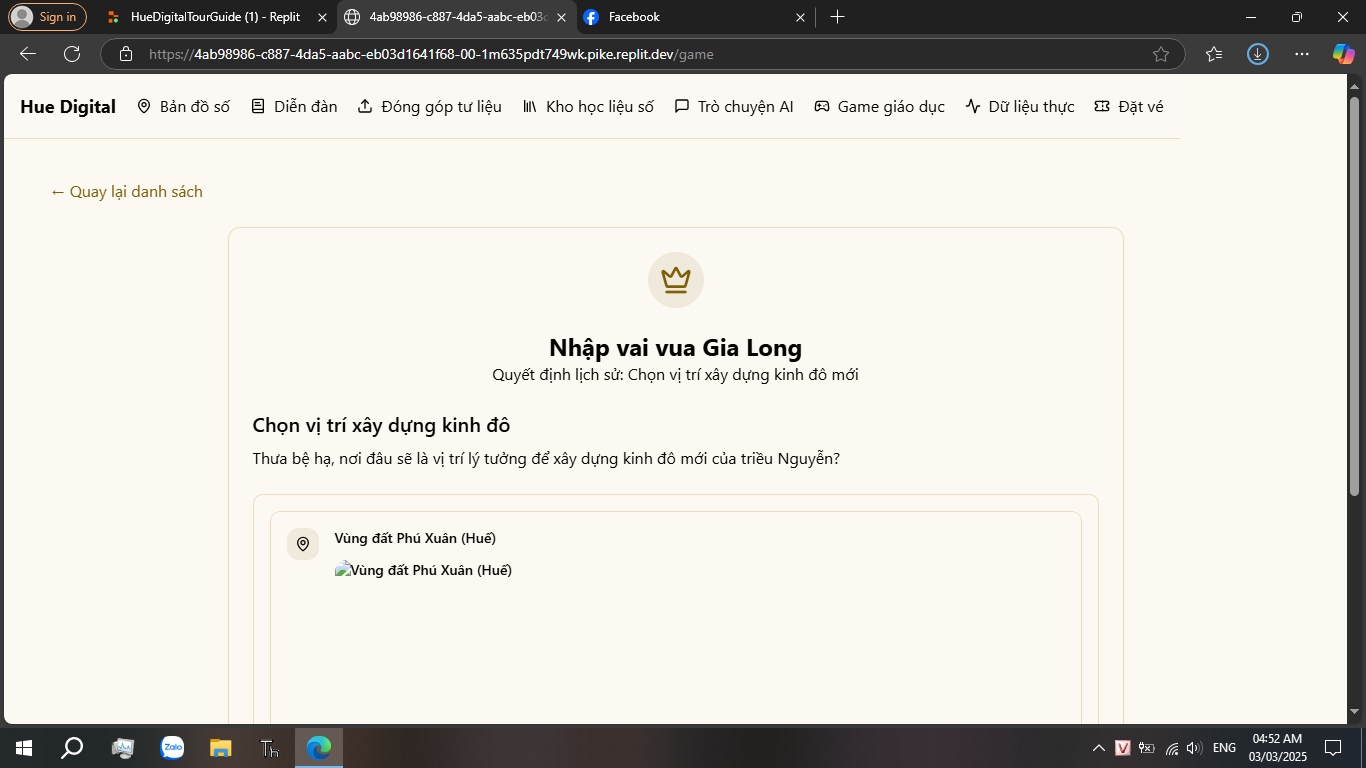 Sign in
HueDigitalTourGuide (1) - Replit
4ab98986-c887-4da5-aabc-eb03d
Facebook
https://4ab98986-c887-4da5-aabc-eb03d1641f68-00-1m635pdt749wk.pike.replit.dev/game
Hue Digital
Bản đồ số
Diễn đàn
Đóng góp tư liệu
Kho học liệu số
Trò chuyện AI
Game giáo dục
Dữ liệu thực
Đặt vé
← Quay lại danh sách
Nhập vai vua Gia Long
Quyết định lịch sử: Chọn vị trí xây dựng kinh đô mới
Chọn vị trí xây dựng kinh đô
Thưa bệ hạ, nơi đâu sẽ là vị trí lý tưởng để xây dựng kinh đô mới của triều Nguyễn?
Vùng đất Phú Xuân (Huế)
Vùng đất Phú Xuân (Huế)
Zalo
Th
V
ENG
04:52 AM
03/03/2025